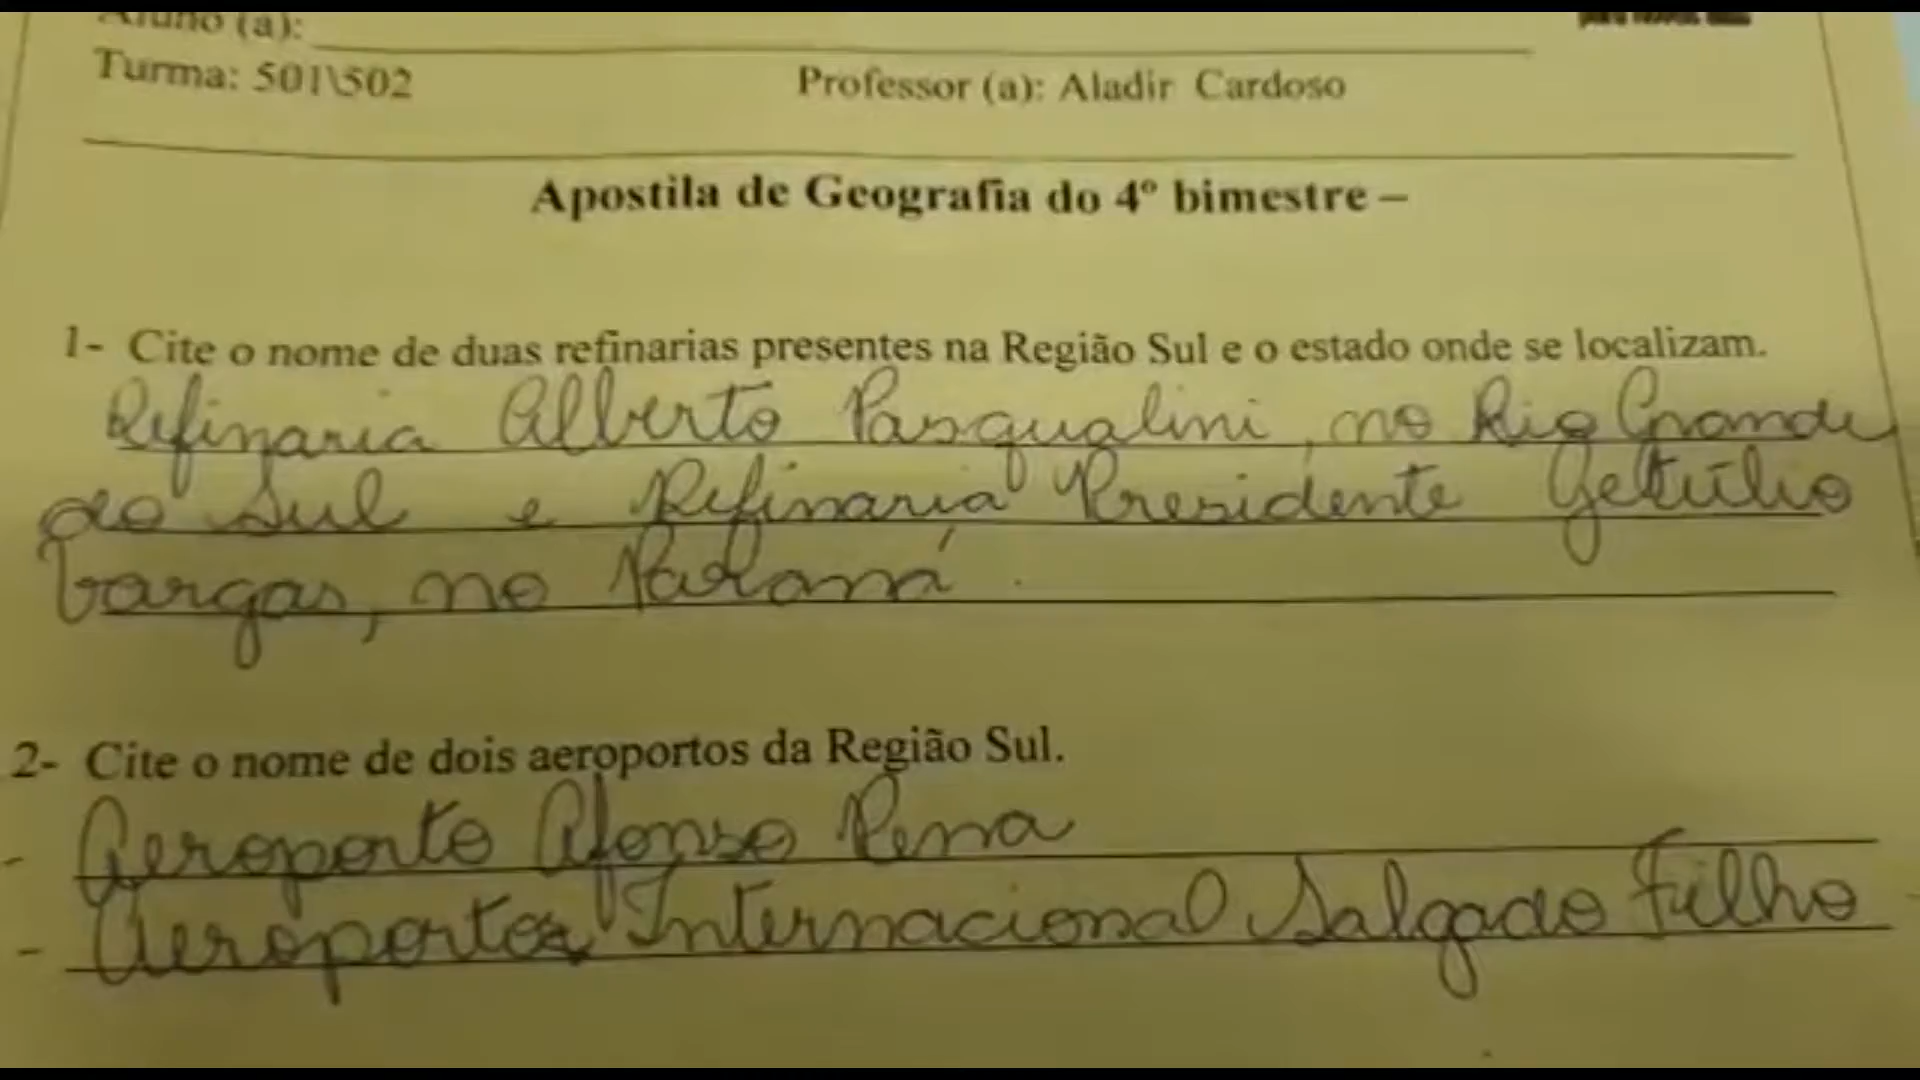 Aluno (a):
Turma: 501\502 Professor (a): Aladir Cardoso
Apostila de Geografia do 4º bimestre –
1- Cite o nome de duas refinarias presentes na Região Sul e o estado onde se localizam.
Refinaria Alberto Pasqualini, no Rio Grande
do Sul e Refinaria Presidente Getúlio
Vargas, no Paraná
2- Cite o nome de dois aeroportos da Região Sul.
- Aeroporto Afonso Pena
- Aeroporto Internacional Salgado Filho